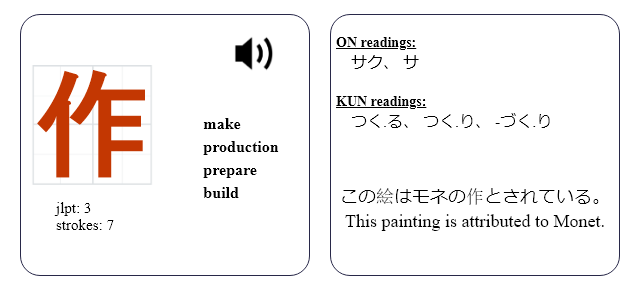 作
make
production
prepare
build
jlpt: 3
strokes: 7
ON readings:
サク、 サ
KUN readings:
つく.る、 つく.り、 -づく.り
この絵はモネの作とされている。
This painting is attributed to Monet.